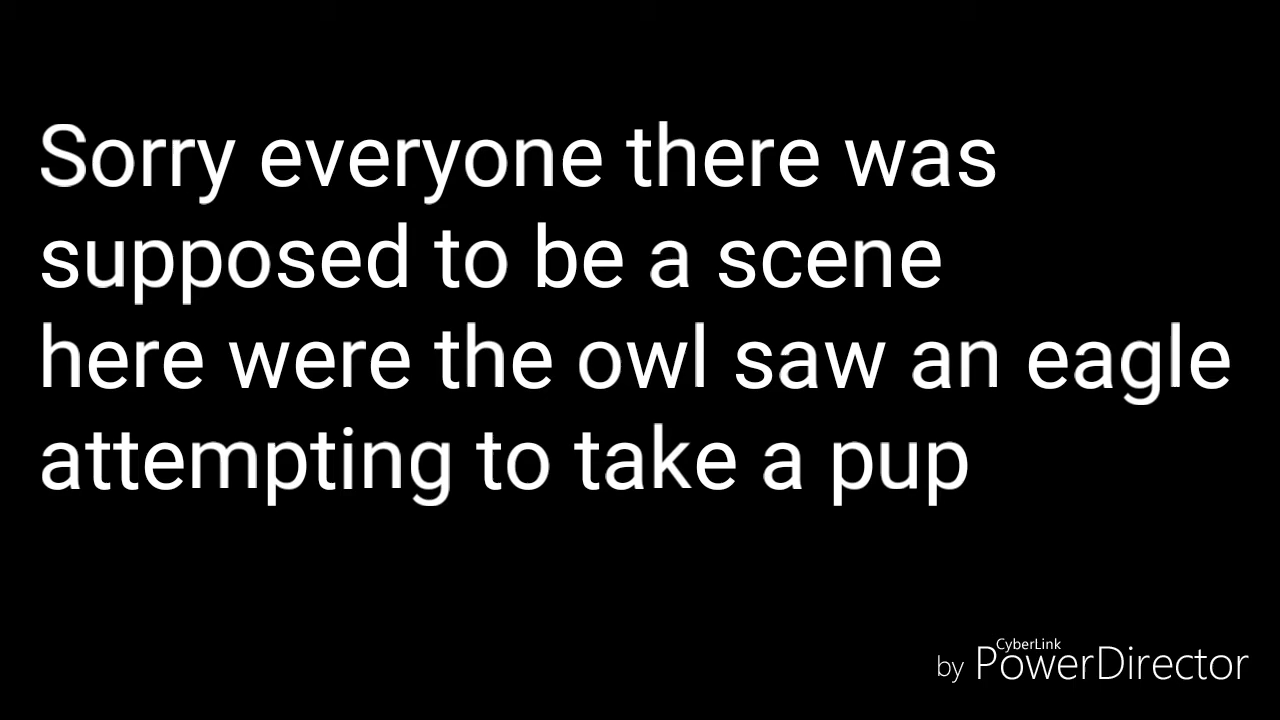 Sorry everyone there was
supposed to be a scene
here were the owl saw an eagle
attempting to take a pup
CyberLink
by PowerDirector